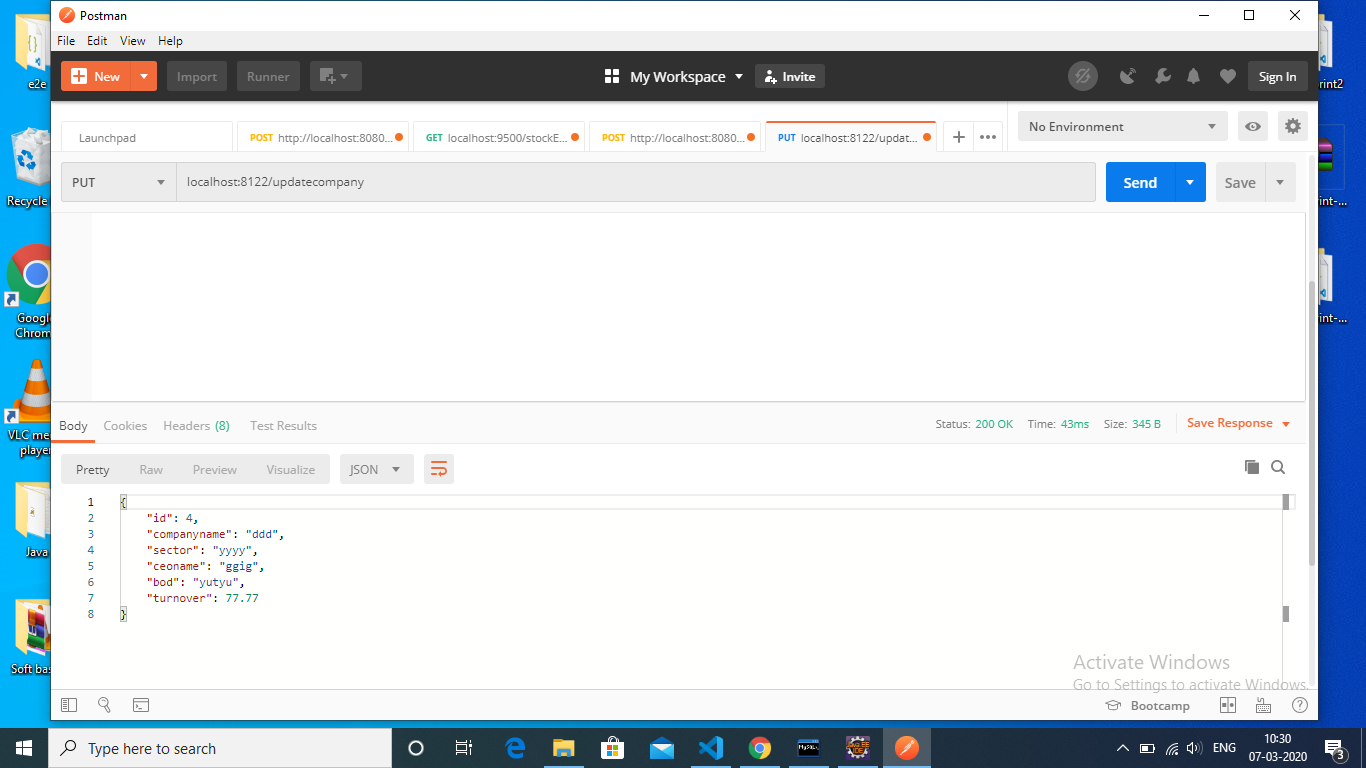 Postman
File Edit View Help
New Import Runner My Workspace Invite Sign In
Launchpad POST http://localhost:8080... GET localhost:9500/stockE... POST http://localhost:8080... PUT localhost:8122/updat... No Environment
PUT localhost:8122/updatecompany Send Save
Body Cookies Headers (8) Test Results Status: 200 OK Time: 43ms Size: 345 B Save Response
Pretty Raw Preview Visualize JSON
1 {
2 "id": 4,
3 "companyname": "ddd",
4 "sector": "yyyy",
5 "ceoname": "ggig",
6 "bod": "yutyu",
7 "turnover": 77.77
8 }
Activate Windows
Go to Settings to activate Windows.
Bootcamp
e2e
Recycle
Google
Chrom
VLC me
player
Java
Soft bas
rint2
int-...
int-...
Type here to search
MySQL
ENG
10:30
07-03-2020
3